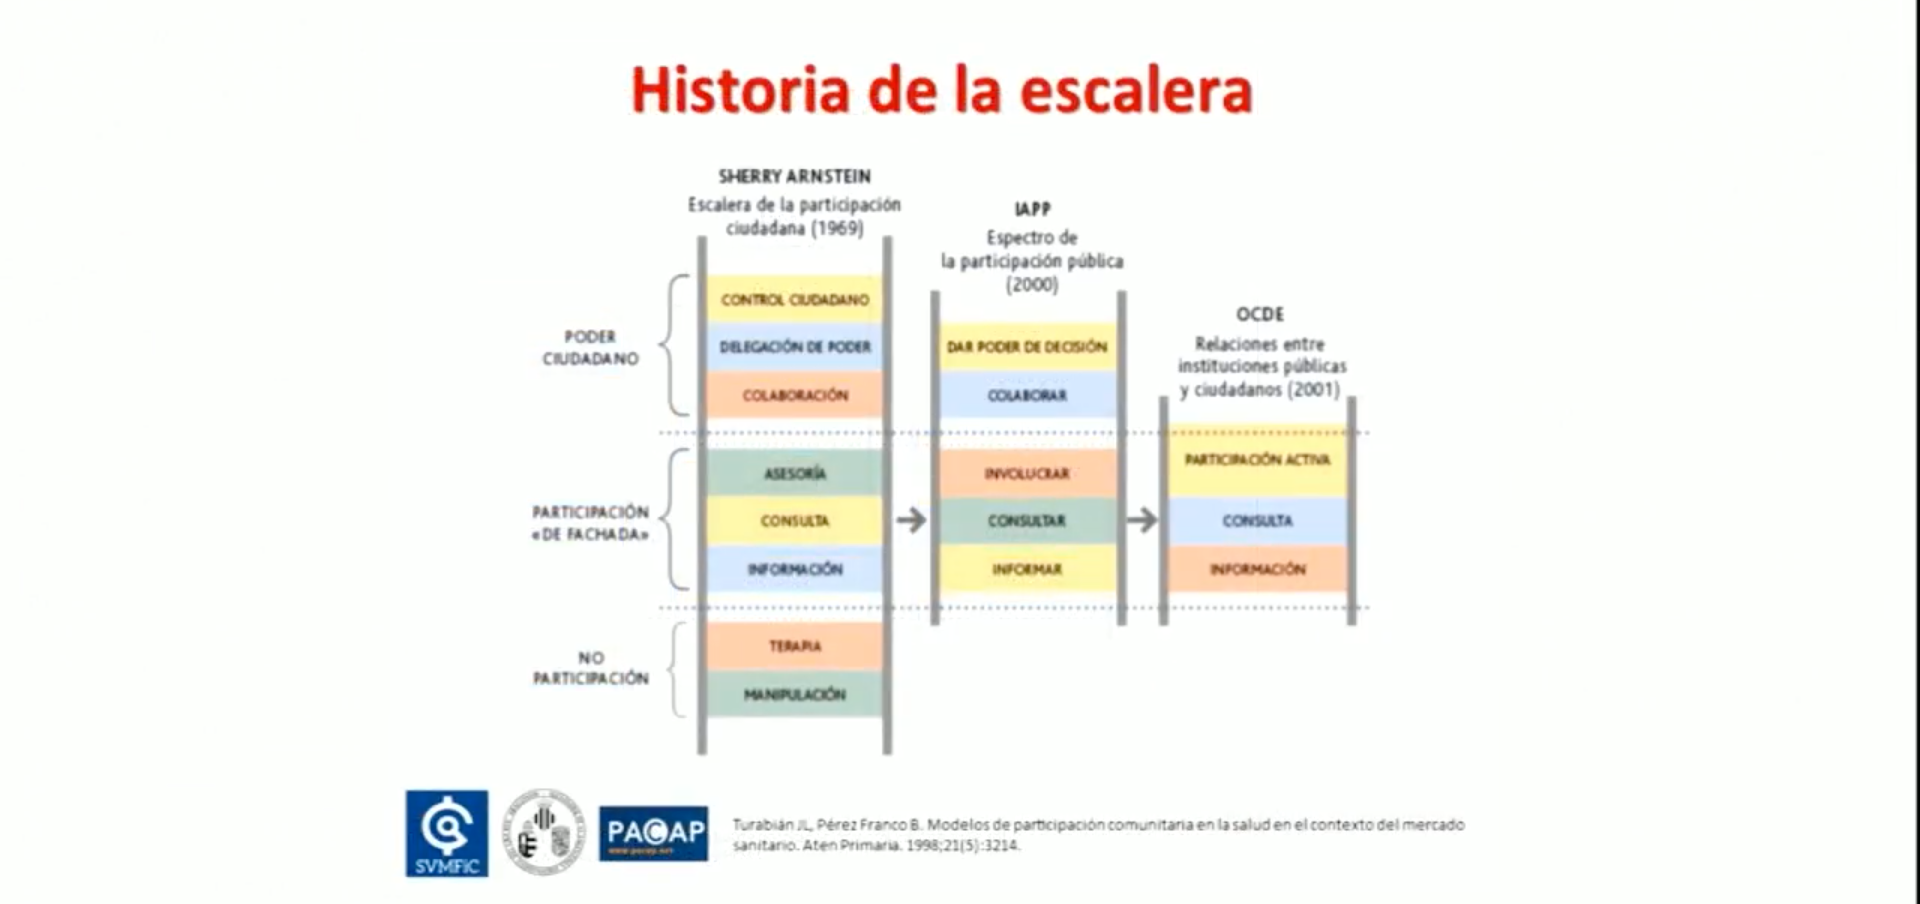 Historia de la escalera
SHERRY ARNSTEIN
Escalera de la participación
ciudadana (1969)
PODER
CIUDADANO
CONTROL CIUDADANO
DELEGACIÓN DE PODER
COLABORACIÓN
PARTICIPACIÓN
«DE FACHADA»
ASESORÍA
CONSULTA
INFORMACIÓN
NO
PARTICIPACIÓN
TERAPIA
MANIPULACIÓN
IAPP
Espectro de
la participación pública
(2000)
DAR PODER DE DECISIÓN
COLABORAR
INVOLUCRAR
CONSULTAR
INFORMAR
OCDE
Relaciones entre
instituciones públicas
y ciudadanos (2001)
PARTICIPACIÓN ACTIVA
CONSULTA
INFORMACIÓN
SVMFiC
PACAP
www.pacap.net
Turabián JL, Pérez Franco B. Modelos de participación comunitaria en la salud en el contexto del mercado
sanitario. Aten Primaria. 1998;21(5):3214.